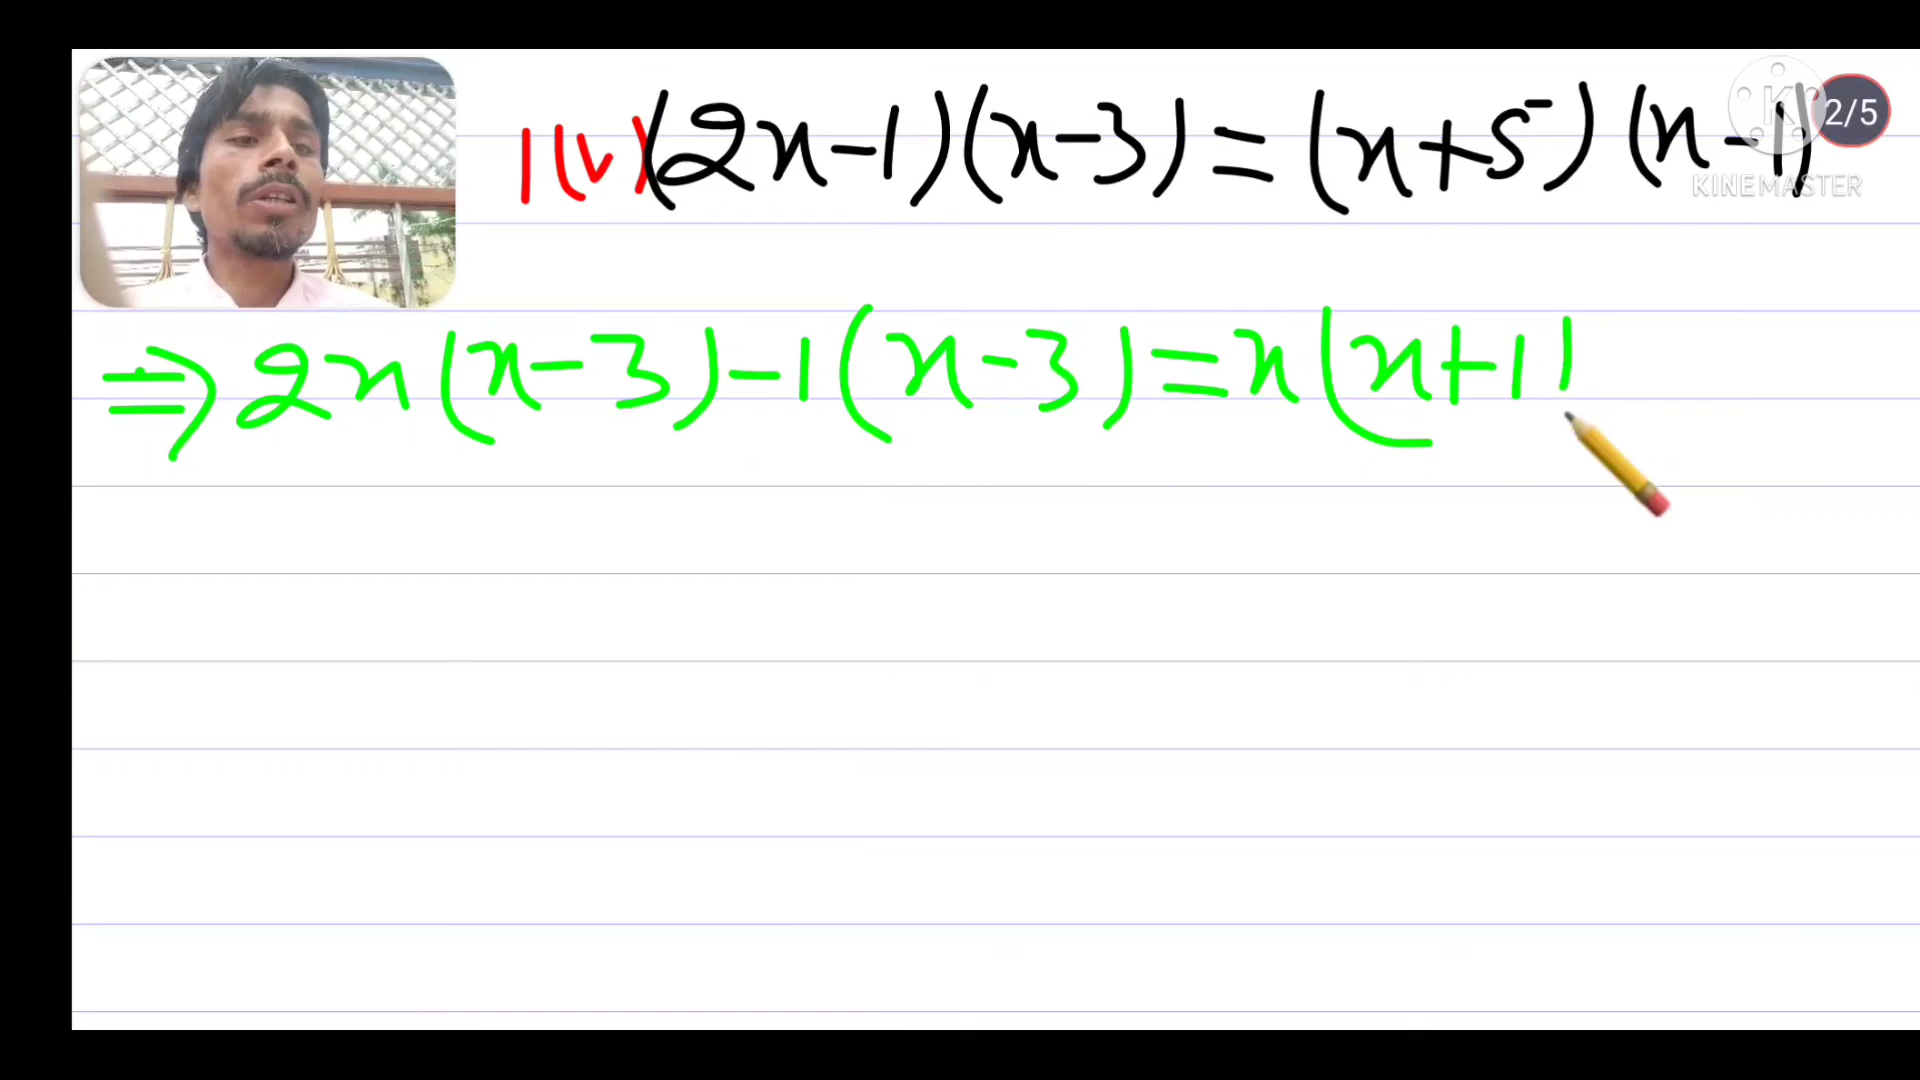 1(v)(2x-1)(x-3)=(x+5)(x-1)
2/5
KINEMASTER
⇒2x(x-3)-1(x-3)=x(x+1)